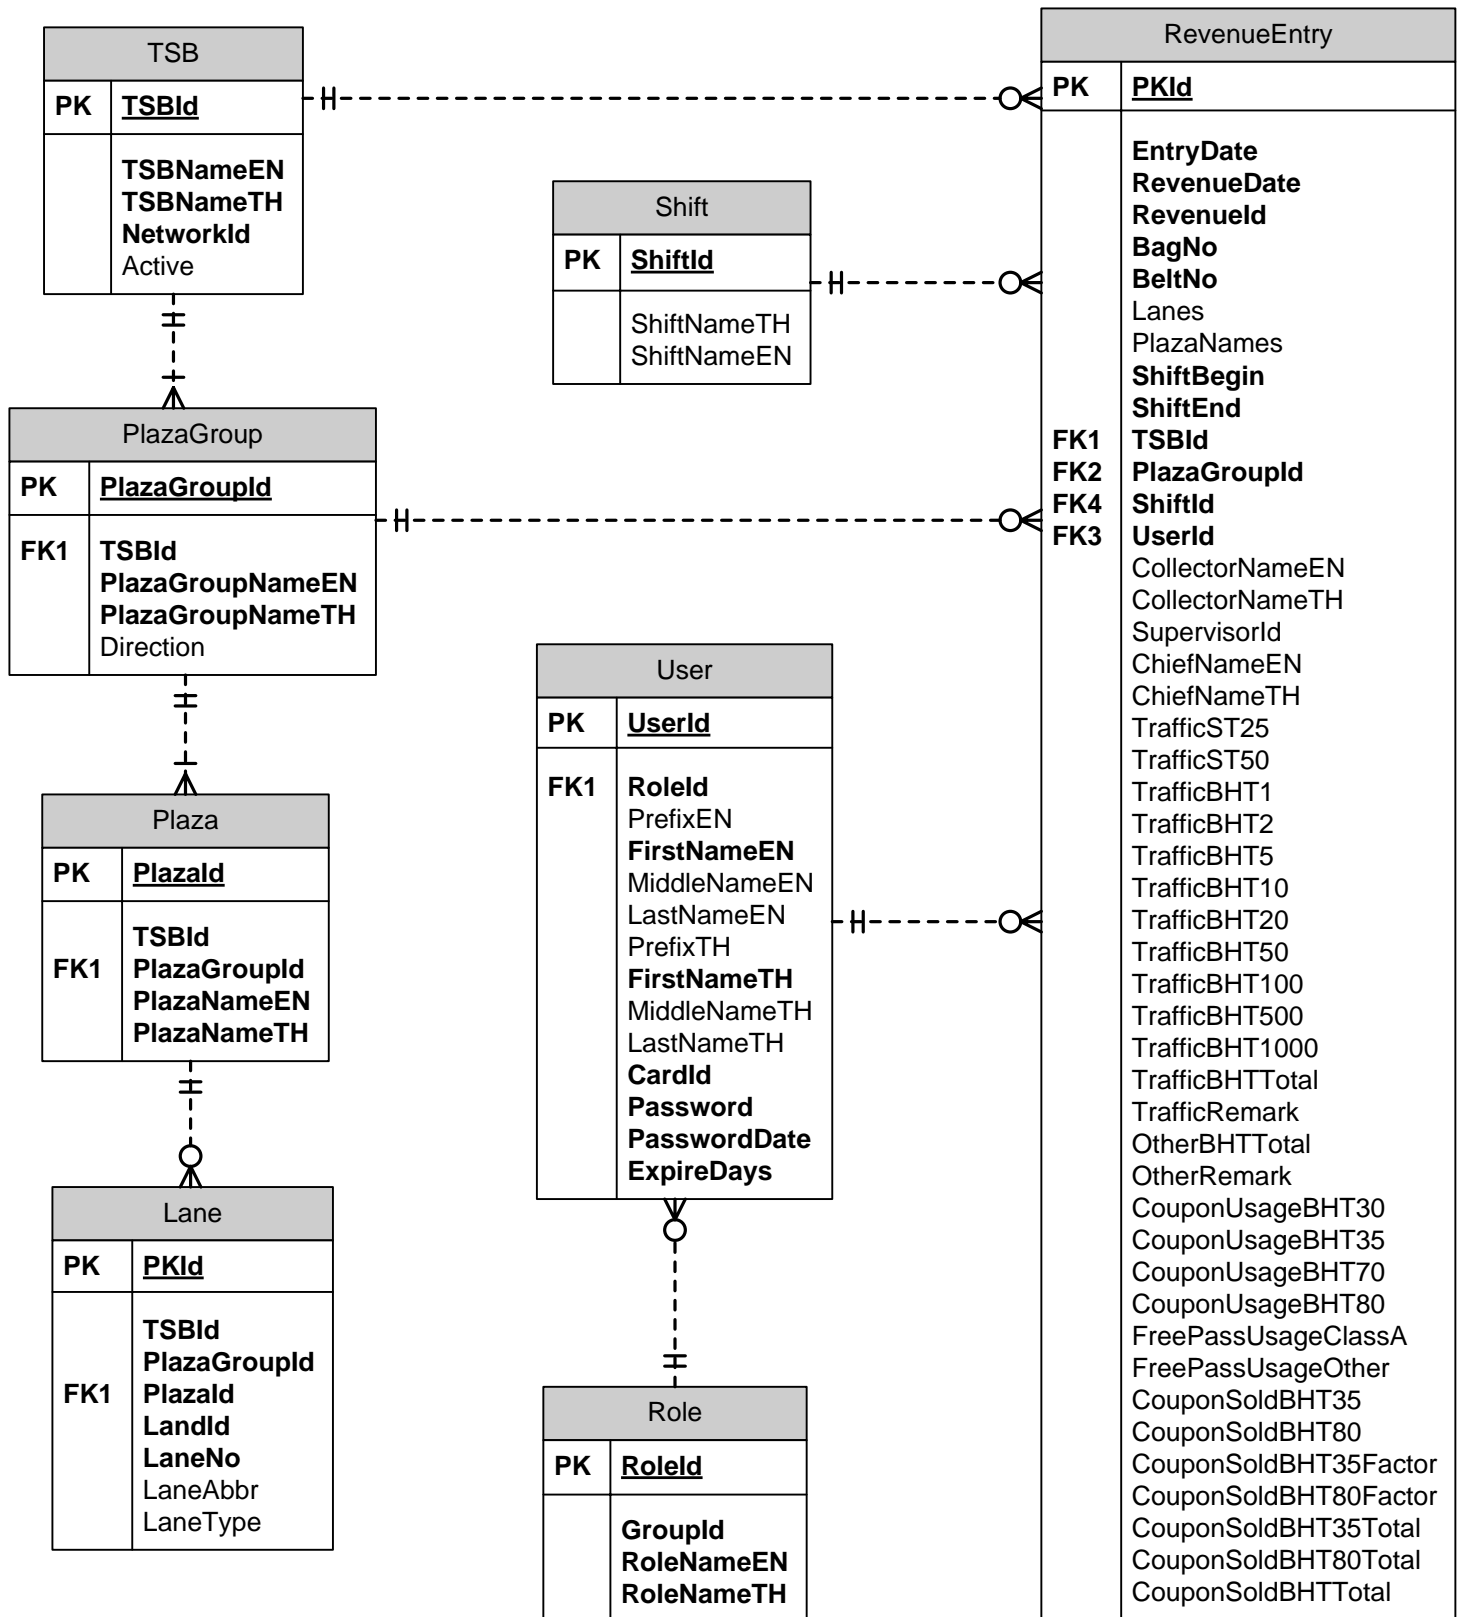 TSB
PK TSBId
TSBNameEN
TSBNameTH
NetworkId
Active
PlazaGroup
PK PlazaGroupId
FK1 TSBId
PlazaGroupNameEN
PlazaGroupNameTH
Direction
Plaza
PK PlazaId
TSBId
FK1 PlazaGroupId
PlazaNameEN
PlazaNameTH
Lane
PK PKId
TSBId
PlazaGroupId
FK1 PlazaId
LandId
LaneNo
LaneAbbr
LaneType
Shift
PK ShiftId
ShiftNameTH
ShiftNameEN
User
PK UserId
FK1 RoleId
PrefixEN
FirstNameEN
MiddleNameEN
LastNameEN
PrefixTH
FirstNameTH
MiddleNameTH
LastNameTH
CardId
Password
PasswordDate
ExpireDays
Role
PK RoleId
GroupId
RoleNameEN
RoleNameTH
RevenueEntry
PK PKId
EntryDate
RevenueDate
RevenueId
BagNo
BeltNo
Lanes
PlazaNames
ShiftBegin
ShiftEnd
FK1 TSBId
FK2 PlazaGroupId
FK4 ShiftId
FK3 UserId
CollectorNameEN
CollectorNameTH
SupervisorId
ChiefNameEN
ChiefNameTH
TrafficST25
TrafficST50
TrafficBHT1
TrafficBHT2
TrafficBHT5
TrafficBHT10
TrafficBHT20
TrafficBHT50
TrafficBHT100
TrafficBHT500
TrafficBHT1000
TrafficBHTTotal
TrafficRemark
OtherBHTTotal
OtherRemark
CouponUsageBHT30
CouponUsageBHT35
CouponUsageBHT70
CouponUsageBHT80
FreePassUsageClassA
FreePassUsageOther
CouponSoldBHT35
CouponSoldBHT80
CouponSoldBHT35Factor
CouponSoldBHT80Factor
CouponSoldBHT35Total
CouponSoldBHT80Total
CouponSoldBHTTotal